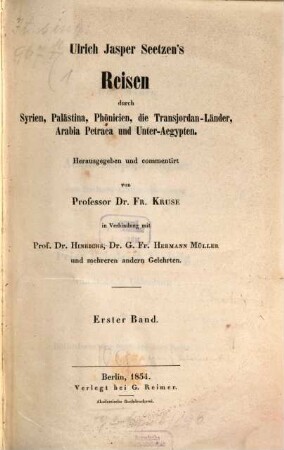 Ulrich Jasper Seetzen's
Reisen
durch
Syrien, Palästina, Phönicien, die Transjordan-Länder,
Arabia Petraea und Unter-Aegypten.
Herausgegeben und commentirt
von
Professor Dr. Fr. Kruse
in Verbindung mit
Prof. Dr. Hinrichs, Dr. G. Fr. Hermann Müller
und mehreren andern Gelehrten.
Erster Band.
Berlin, 1854.
Verlegt bei G. Reimer.